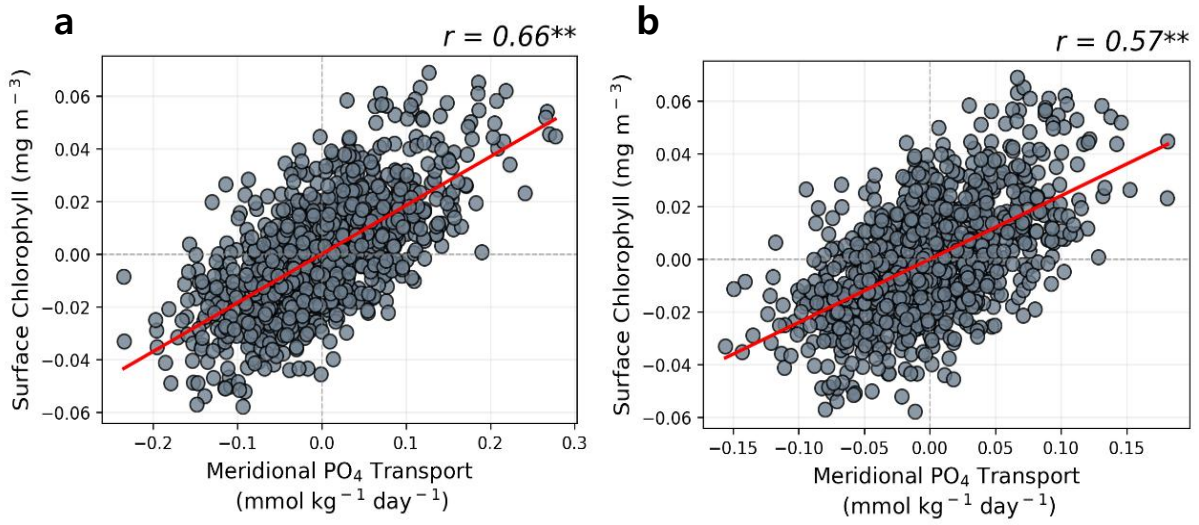 a
r = 0.66**
Surface Chlorophyll (mg m⁻³)
0.06
0.04
0.02
0.00
−0.02
−0.04
−0.06
−0.2
−0.1
0.0
0.1
0.2
0.3
Meridional PO₄ Transport
(mmol kg⁻¹ day⁻¹)
b
r = 0.57**
Surface Chlorophyll (mg m⁻³)
0.06
0.04
0.02
0.00
−0.02
−0.04
−0.06
−0.15
−0.10
−0.05
0.00
0.05
0.10
0.15
Meridional PO₄ Transport
(mmol kg⁻¹ day⁻¹)